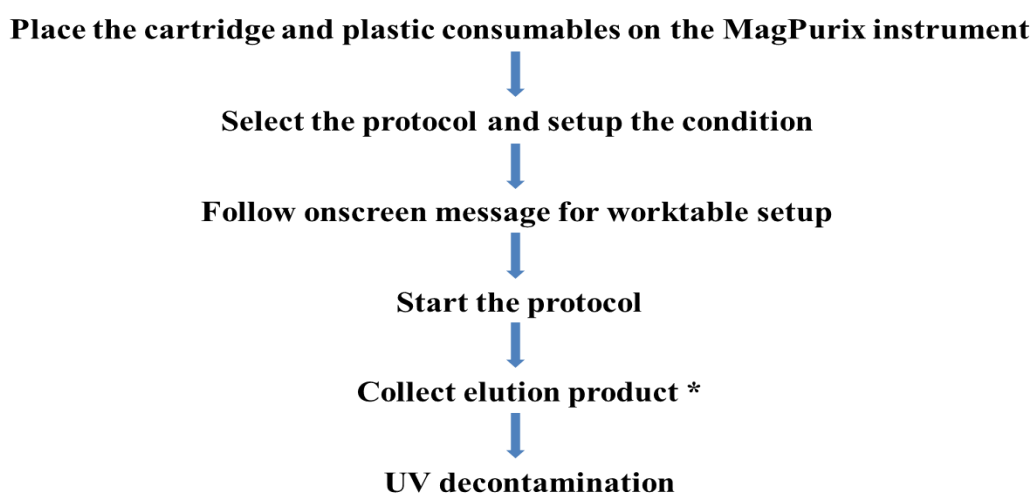 Place the cartridge and plastic consumables on the MagPurix instrument
Select the protocol and setup the condition
Follow onscreen message for worktable setup
Start the protocol
Collect elution product *
UV decontamination